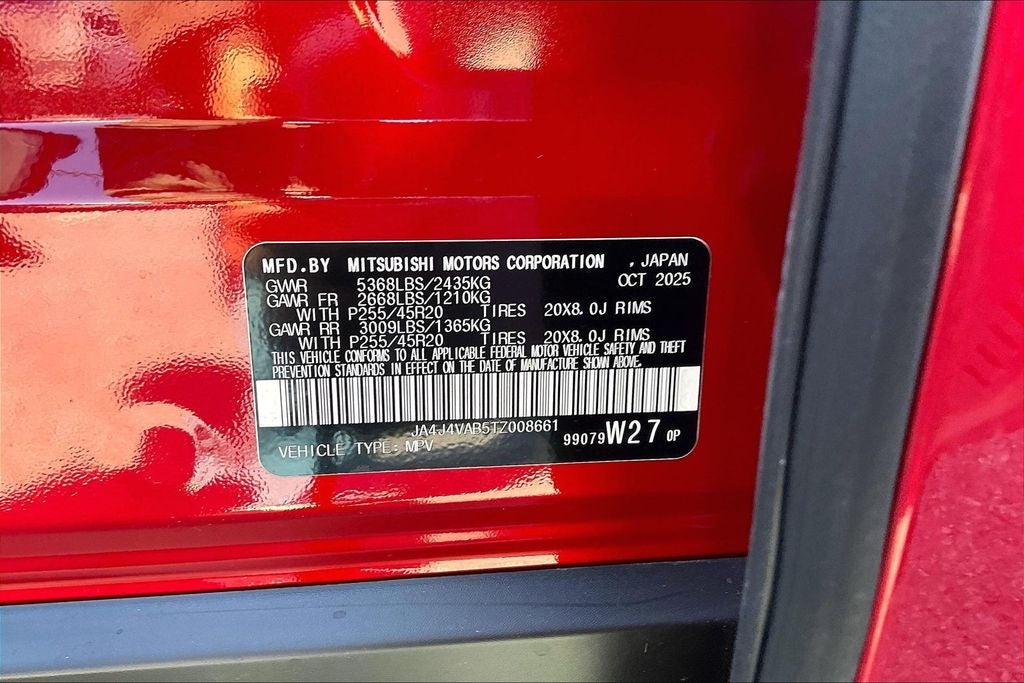 MFD.BY MITSUBISHI MOTORS CORPORATION , JAPAN
GVWR 5368LBS/2435KG OCT 2025
GAWR FR 2668LBS/1210KG
WITH P255/45R20 TIRES 20X8.0J RIMS
GAWR RR 3009LBS/1365KG
WITH P255/45R20 TIRES 20X8.0J RIMS
THIS VEHICLE CONFORMS TO ALL APPLICABLE FEDERAL MOTOR VEHICLE SAFETY AND THEFT
PREVENTION STANDARDS IN EFFECT ON THE DATE OF MANUFACTURE SHOWN ABOVE.
JA4J4VAB5TZ008661
VEHICLE TYPE: MPV 99079 W27 0P